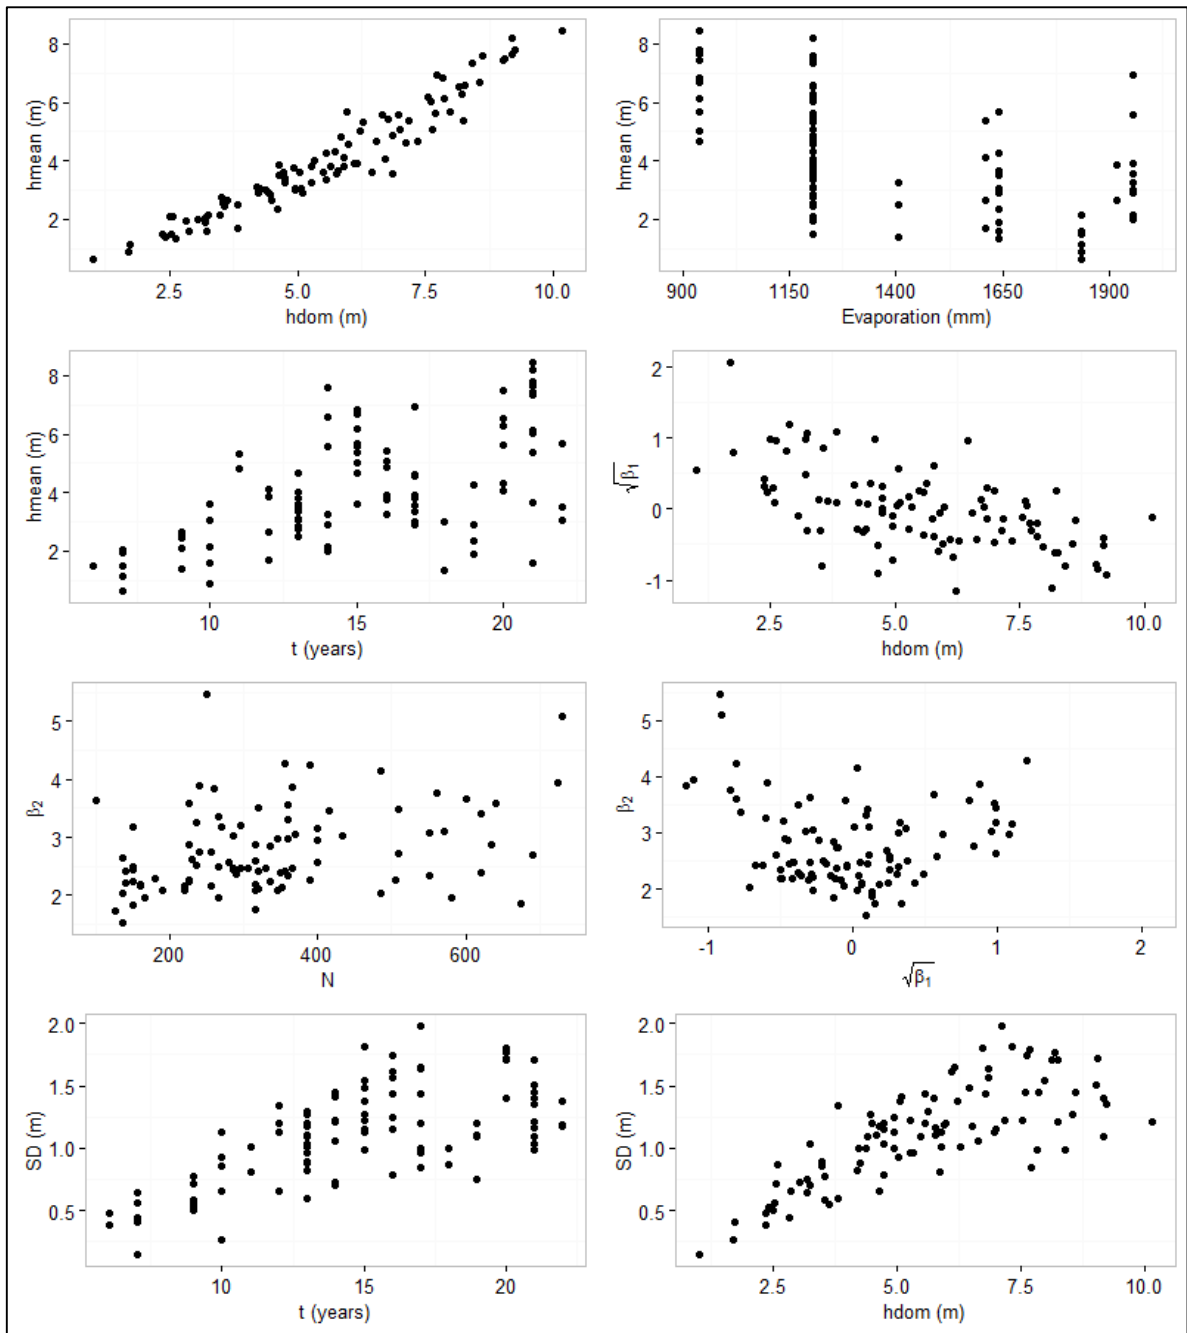 8
6
4
2
hmean (m)
2.5 5.0 7.5 10.0
hdom (m)
8
6
4
2
hmean (m)
900 1150 1400 1650 1900
Evaporation (mm)
8
6
4
2
hmean (m)
10 15 20
t (years)
2
1
0
-1
√β₁
2.5 5.0 7.5 10.0
hdom (m)
5
4
3
2
β₂
200 400 600
N
5
4
3
2
β₂
-1 0 1 2
√β₁
2.0
1.5
1.0
0.5
SD (m)
10 15 20
t (years)
2.0
1.5
1.0
0.5
SD (m)
2.5 5.0 7.5 10.0
hdom (m)